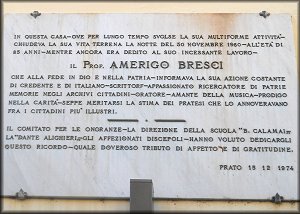 IN QUESTA CASA-OVE PER LUNGO TEMPO SVOLSE LA SUA MULTIFORME ATTIVITÀ-
CHIUDEVA LA SUA VITA TERRENA LA NOTTE DEL 30 NOVEMBRE 1960-ALL'ETÀ DI
85 ANNI-MENTRE ANCORA ERA DEDITO AL SUO INCESSANTE LAVORO-
IL PROF. AMERIGO BRESCI
CHE ALLA FEDE IN DIO E NELLA PATRIA-INFORMAVA LA SUA AZIONE COSTANTE
DI CREDENTE E DI ITALIANO-SCRITTORE-APPASSIONATO RICERCATORE DI PATRIE
MEMORIE NEGLI ARCHIVI CITTADINI-ORATORE-AMANTE DELLA MUSICA-PRODIGO
NELLA CARITÀ-SEPPE MERITARSI LA STIMA DEI PRATESI CHE LO ANNOVERAVANO
FRA I CITTADINI PIU' ILLUSTRI.
IL COMITATO PER LE ONORANZE-LA DIREZIONE DELLA SCUOLA "B. CALAMAI"-
LA "DANTE ALIGHIERI"-GLI AFFEZIONATI DISCEPOLI-HANNO VOLUTO DEDICARGLI
QUESTO RICORDO-QUALE DOVEROSO TRIBUTO DI AFFETTO E DI GRATITUDINE.
PRATO 15 12 1974